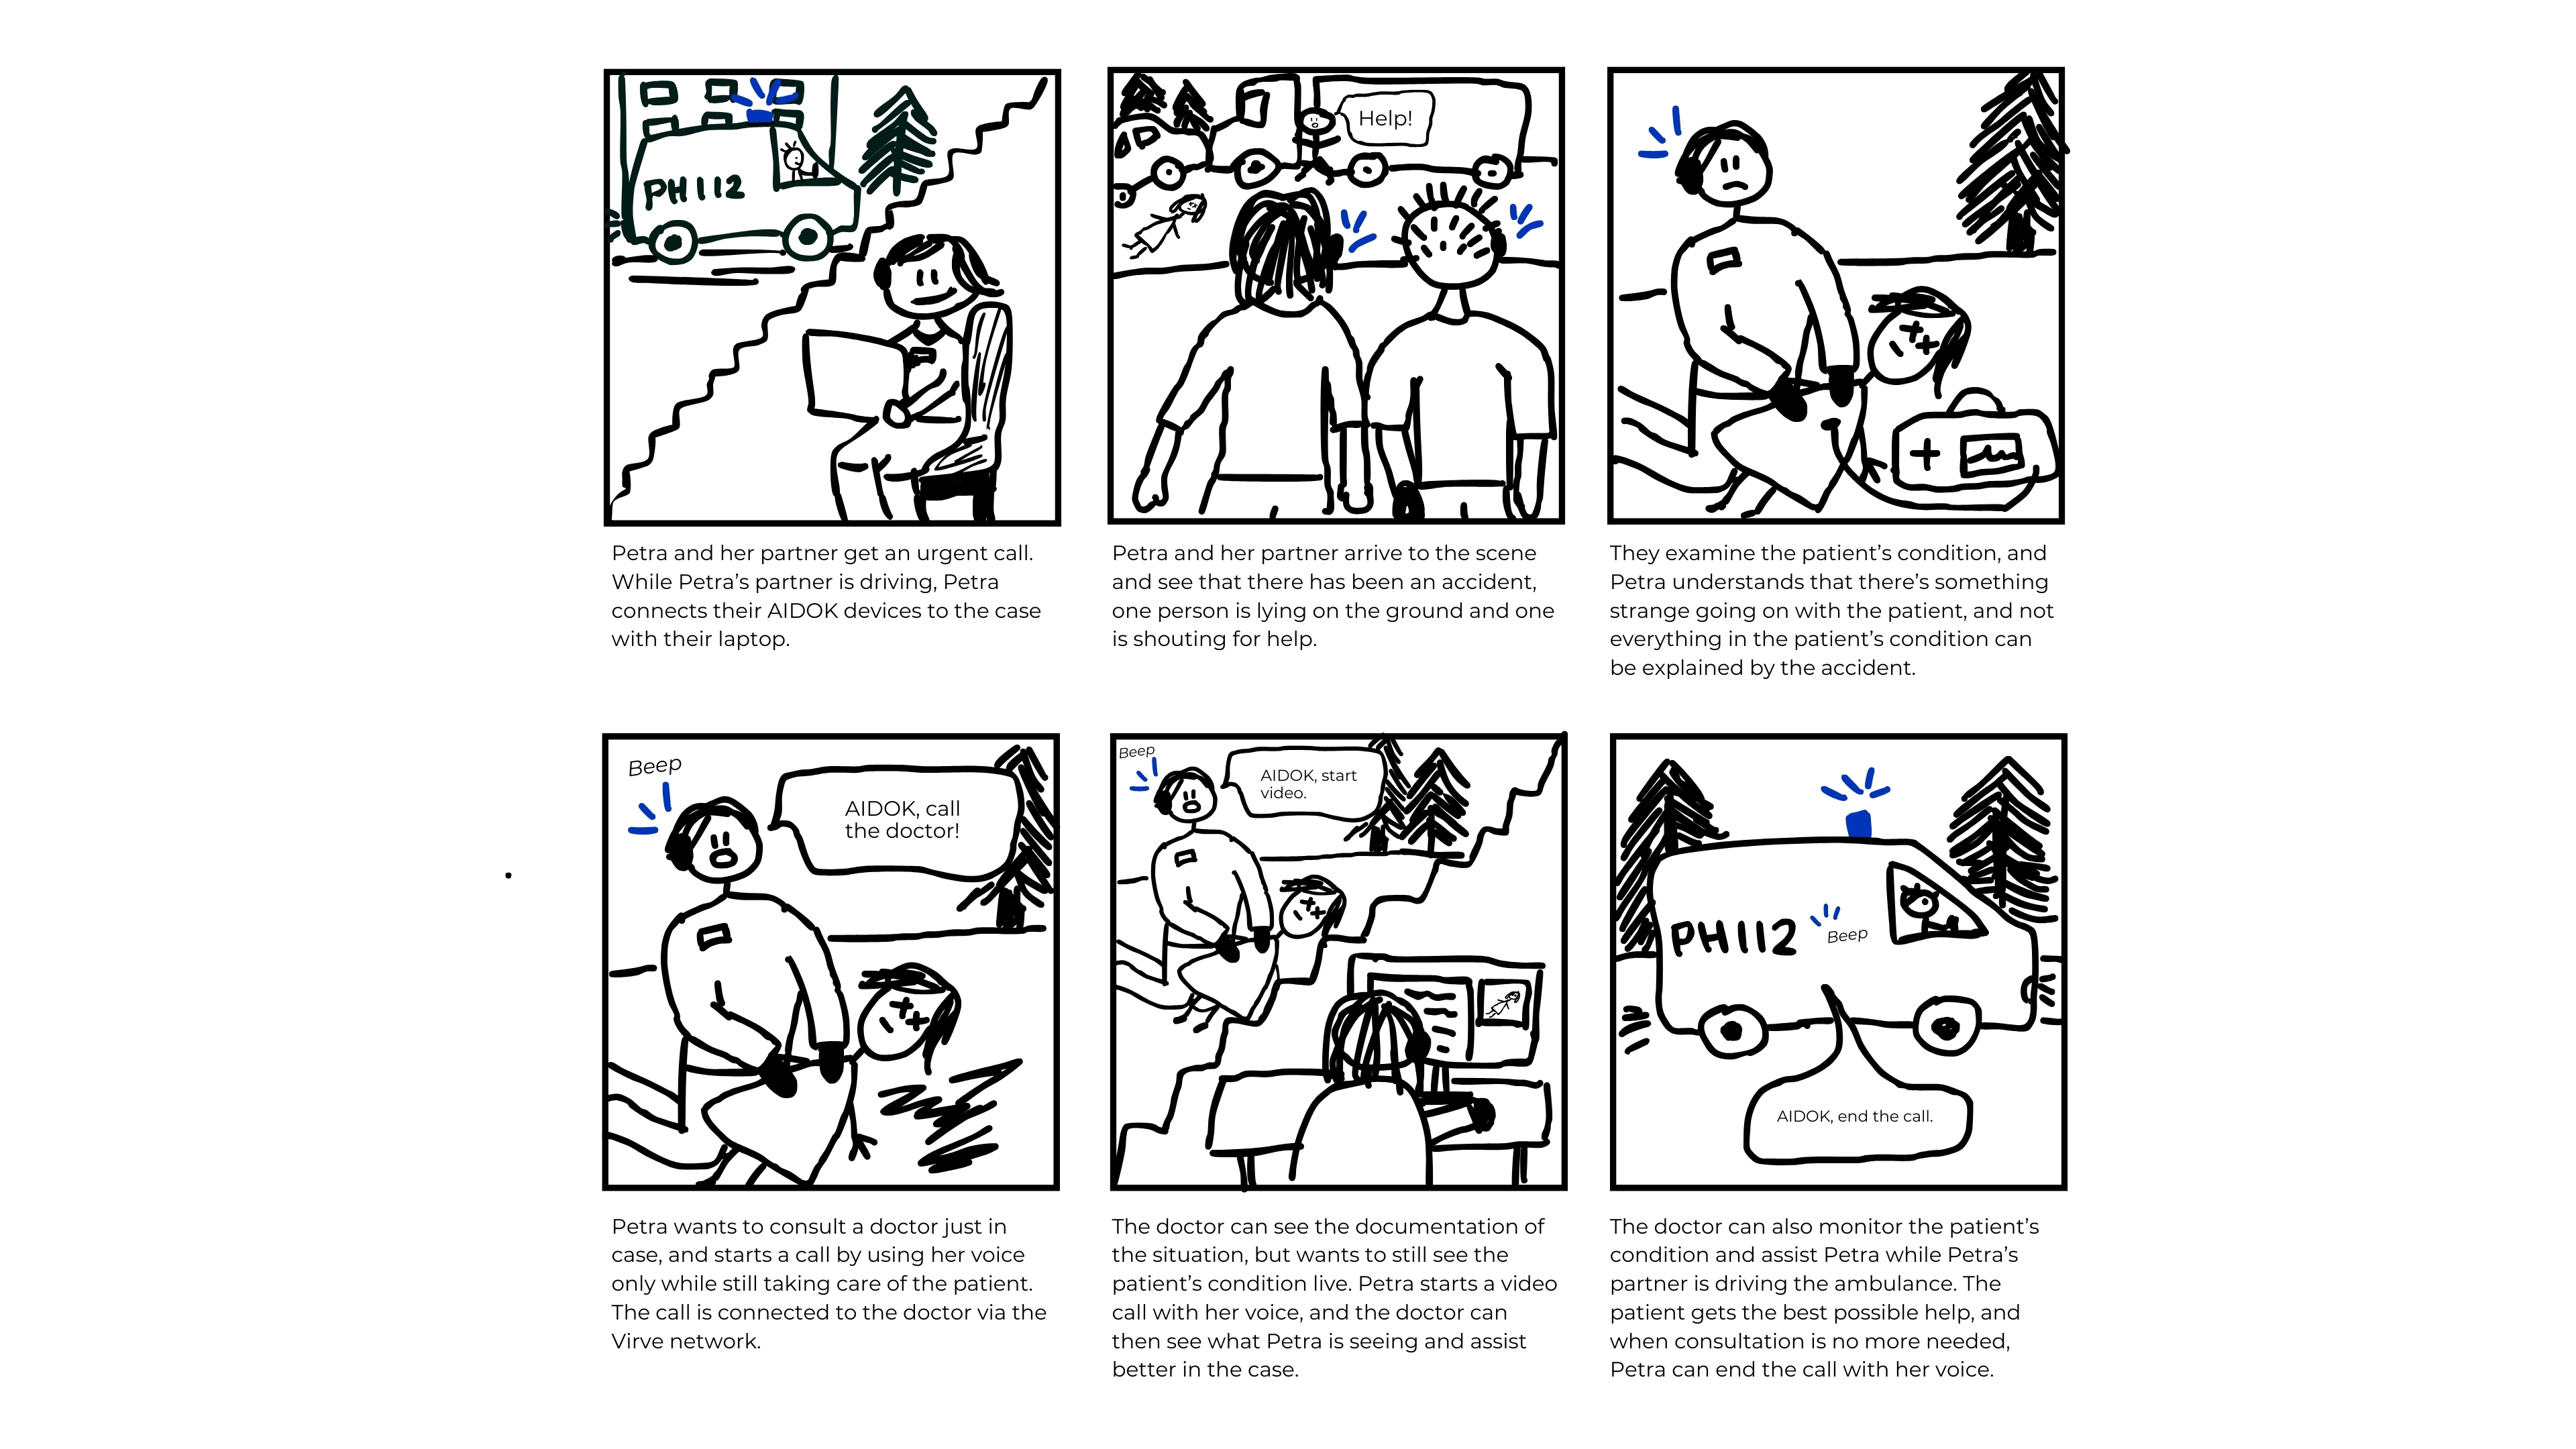 PH112
Petra and her partner get an urgent call.
While Petra's partner is driving, Petra
connects their AIDOK devices to the case
with their laptop.
Help!
Petra and her partner arrive to the scene
and see that there has been an accident,
one person is lying on the ground and one
is shouting for help.
They examine the patient's condition, and
Petra understands that there's something
strange going on with the patient, and not
everything in the patient's condition can
be explained by the accident.
Beep
AIDOK, call
the doctor!
Petra wants to consult a doctor just in
case, and starts a call by using her voice
only while still taking care of the patient.
The call is connected to the doctor via the
Virve network.
Beep
AIDOK, start
video.
The doctor can see the documentation of
the situation, but wants to still see the
patient's condition live. Petra starts a video
call with her voice, and the doctor can
then see what Petra is seeing and assist
better in the case.
PH112
Beep
AIDOK, end the call.
The doctor can also monitor the patient's
condition and assist Petra while Petra's
partner is driving the ambulance. The
patient gets the best possible help, and
when consultation is no more needed,
Petra can end the call with her voice.